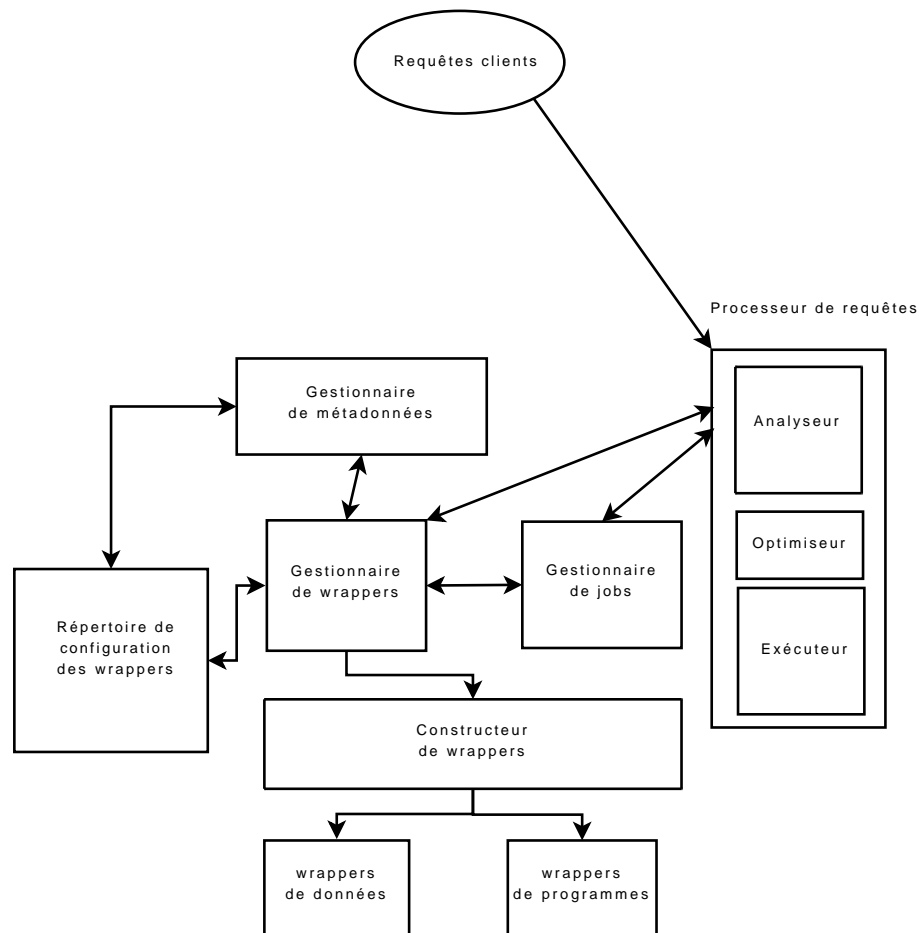 Requêtes clients
Processeur de requêtes
Gestionnaire
de métadonnées
Analyseur
Optimiseur
Exécuteur
Gestionnaire
de wrappers
Gestionnaire
de jobs
Répertoire de
configuration
des wrappers
Constructeur
de wrappers
wrappers
de données
wrappers
de programmes